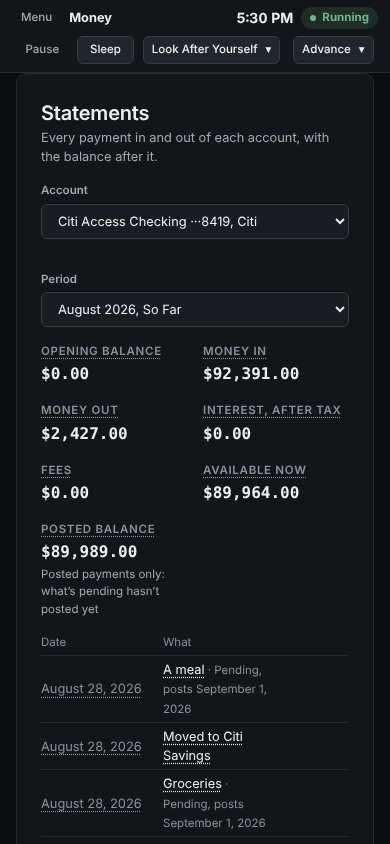 Menu Money 5:30 PM Running
Pause Sleep Look After Yourself ▾ Advance ▾
Statements
Every payment in and out of each account, with
the balance after it.
Account
Citi Access Checking ···8419, Citi
Period
August 2026, So Far
OPENING BALANCE MONEY IN
$0.00 $92,391.00
MONEY OUT INTEREST, AFTER TAX
$2,427.00 $0.00
FEES AVAILABLE NOW
$0.00 $89,964.00
POSTED BALANCE
$89,989.00
Posted payments only:
what's pending hasn't
posted yet
Date What
A meal · Pending,
August 28, 2026 posts September 1,
2026
Moved to Citi
August 28, 2026
Savings
Groceries ·
August 28, 2026 Pending, posts
September 1, 2026